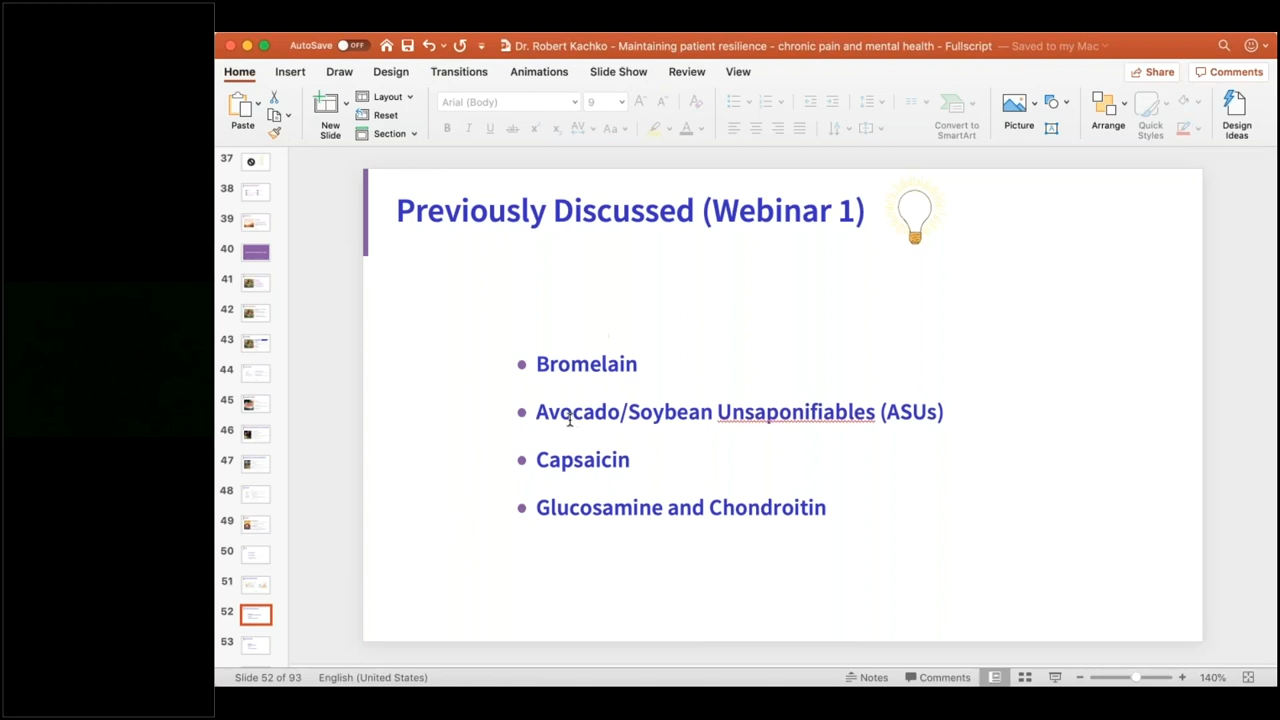 AutoSave OFF Dr. Robert Kachko - Maintaining patient resilience - chronic pain and mental health - Fullscript — Saved to my Mac
Home Insert Draw Design Transitions Animations Slide Show Review View Share Comments
Paste New Slide Layout Reset Section Arial (Body) 9 Convert to SmartArt Picture Arrange Quick Styles Design Ideas
37
38
39
40
41
42
43
44
45
46
47
48
49
50
51
52
53
Previously Discussed (Webinar 1)
Bromelain
Avocado/Soybean Unsaponifiables (ASUs)
Capsaicin
Glucosamine and Chondroitin
Slide 52 of 93 English (United States) Notes Comments 140%